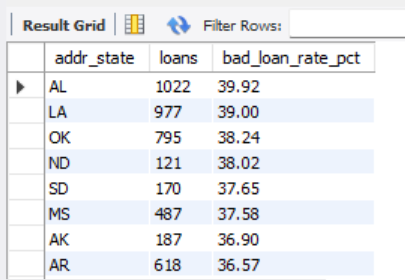 Result Grid Filter Rows:
addr_state loans bad_loan_rate_pct
AL 1022 39.92
LA 977 39.00
OK 795 38.24
ND 121 38.02
SD 170 37.65
MS 487 37.58
AK 187 36.90
AR 618 36.57